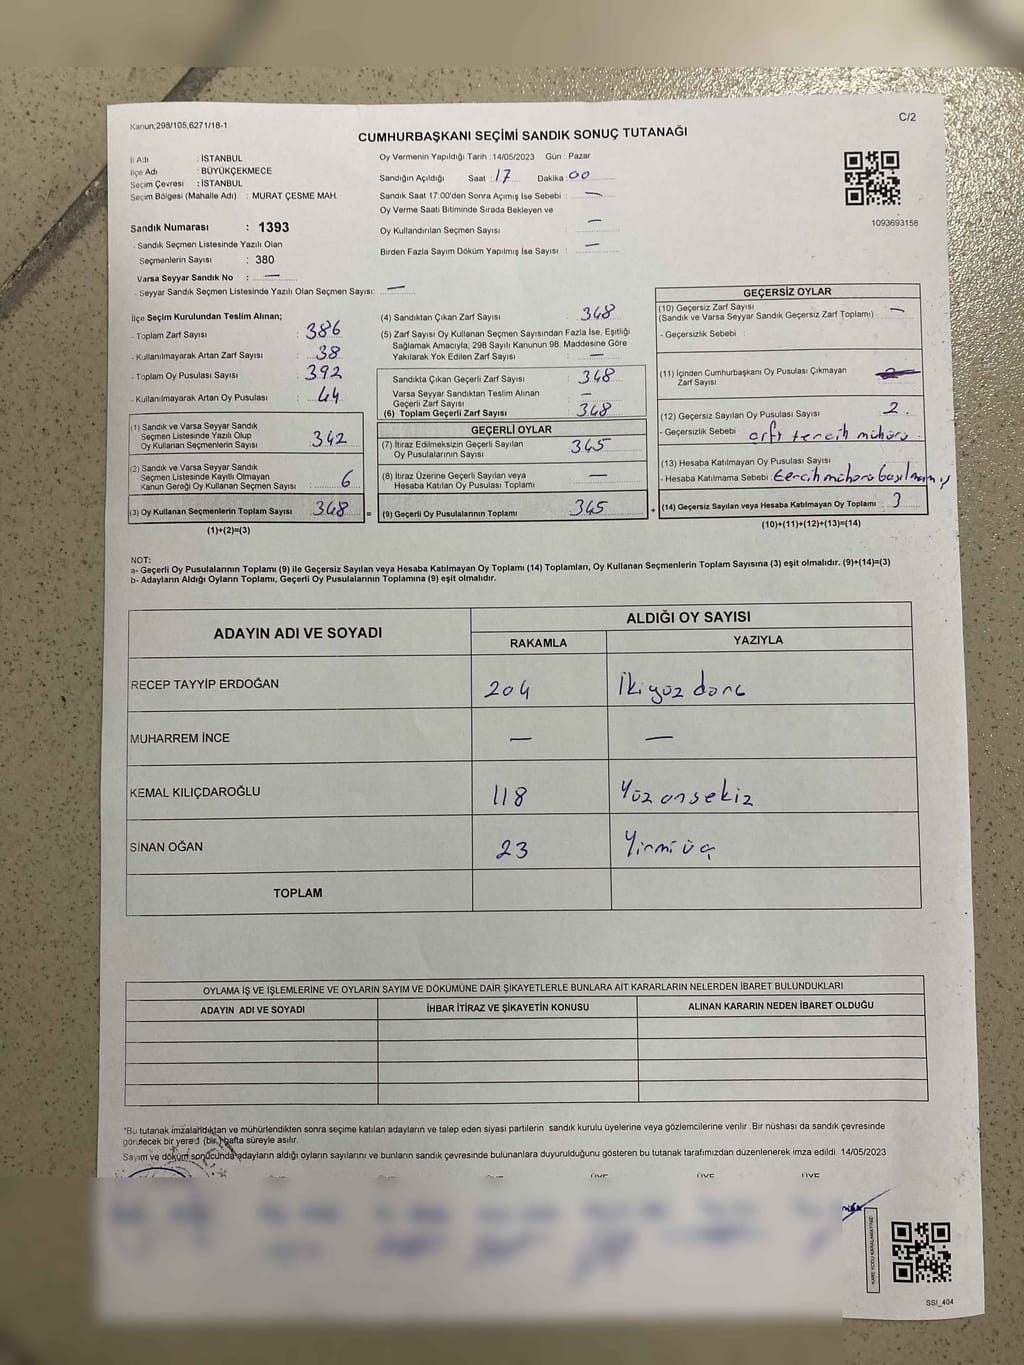 Kanun;298/105,6271/18-1
C/2
CUMHURBAŞKANI SEÇİMİ SANDIK SONUÇ TUTANAĞI
İl Adı : İSTANBUL
İlçe Adı : BÜYÜKÇEKMECE
Seçim Çevresi : İSTANBUL
Seçim Bölgesi (Mahalle Adı) : MURAT ÇESME MAH.
Sandık Numarası : 1393
- Sandık Seçmen Listesinde Yazılı Olan
Seçmenlerin Sayısı : 380
Varsa Seyyar Sandık No : —
- Seyyar Sandık Seçmen Listesinde Yazılı Olan Seçmen Sayısı: —
Oy Vermenin Yapıldığı Tarih : 14/05/2023 Gün : Pazar
Sandığın Açıldığı Saat : 17 Dakika : 00
Sandık Saat 17:00'den Sonra Açımış İse Sebebi : —
Oy Verme Saati Bitiminde Sırada Bekleyen ve
Oy Kullandırılan Seçmen Sayısı : —
Birden Fazla Sayım Döküm Yapılmış İse Sayısı : —
1093693158
İlçe Seçim Kurulundan Teslim Alınan;
- Toplam Zarf Sayısı : 386
- Kullanılmayarak Artan Zarf Sayısı : 38
- Toplam Oy Pusulası Sayısı : 392
- Kullanılmayarak Artan Oy Pusulası : 44
(1) Sandık ve Varsa Seyyar Sandık
Seçmen Listesinde Yazılı Olup
Oy Kullanan Seçmenlerin Sayısı : 342
(2) Sandık ve Varsa Seyyar Sandık
Seçmen Listesinde Kayıtlı Olmayan
Kanun Gereği Oy Kullanan Seçmen Sayısı : 6
(3) Oy Kullanan Seçmenlerin Toplam Sayısı : 348 =
(1)+(2)=(3)
(4) Sandıktan Çıkan Zarf Sayısı : 348
(5) Zarf Sayısı Oy Kullanan Seçmen Sayısından Fazla İse, Eşitliği
Sağlamak Amacıyla; 298 Sayılı Kanunun 98. Maddesine Göre
Yakılarak Yok Edilen Zarf Sayısı : —
Sandıkta Çıkan Geçerli Zarf Sayısı : 348
Varsa Seyyar Sandıktan Teslim Alınan
Geçerli Zarf Sayısı : —
(6) Toplam Geçerli Zarf Sayısı : 348
GEÇERLİ OYLAR
(7) İtiraz Edilmeksizin Geçerli Sayılan
Oy Pusulalarının Sayısı : 345
(8) İtiraz Üzerine Geçerli Sayılan veya
Hesaba Katılan Oy Pusulası Toplamı : —
(9) Geçerli Oy Pusulalarının Toplamı : 345 +
GEÇERSİZ OYLAR
(10) Geçersiz Zarf Sayısı
(Sandık ve Varsa Seyyar Sandık Geçersiz Zarf Toplamı) : —
- Geçersizlik Sebebi :
(11) İçinden Cumhurbaşkanı Oy Pusulası Çıkmayan
Zarf Sayısı :
(12) Geçersiz Sayılan Oy Pusulası Sayısı : 2.
- Geçersizlik Sebebi : çift tercih mührü.
(13) Hesaba Katılmayan Oy Pusulası Sayısı :
- Hesaba Katılmama Sebebi : tercih mührü basılmamış
(14) Geçersiz Sayılan veya Hesaba Katılmayan Oy Toplamı : 3
(10)+(11)+(12)+(13)=(14)
NOT:
a- Geçerli Oy Pusulalarının Toplamı (9) ile Geçersiz Sayılan veya Hesaba Katılmayan Oy Toplamı (14) Toplamları, Oy Kullanan Seçmenlerin Toplam Sayısına (3) eşit olmalıdır. (9)+(14)=(3)
b- Adayların Aldığı Oyların Toplamı, Geçerli Oy Pusulalarının Toplamına (9) eşit olmalıdır.
ADAYIN ADI VE SOYADI ALDIĞI OY SAYISI
RAKAMLA YAZIYLA
RECEP TAYYİP ERDOĞAN 204 İkiyüz dört
MUHARREM İNCE — —
KEMAL KILIÇDAROĞLU 118 Yüz onsekiz
SİNAN OĞAN 23 Yirmi üç
TOPLAM
OYLAMA İŞ VE İŞLEMLERİNE VE OYLARIN SAYIM VE DÖKÜMÜNE DAİR ŞİKAYETLERLE BUNLARA AİT KARARLARIN NELERDEN İBARET BULUNDUKLARI
ADAYIN ADI VE SOYADI İHBAR İTİRAZ VE ŞİKAYETİN KONUSU ALINAN KARARIN NEDEN İBARET OLDUĞU
"Bu tutanak imzalandıktan ve mühürlendikten sonra seçime katılan adayların ve talep eden siyasi partilerin sandık kurulu üyelerine veya gözlemcilerine verilir .Bir nüshası da sandık çevresinde
görülecek bir yere (bir) hafta süreyle asılır.
Sayım ve döküm sonucunda adayların aldığı oyların sayılarını ve bunların sandık çevresinde bulunanlara duyurulduğunu gösteren bu tutanak tarafımızdan düzenlenerek imza edildi. 14/05/2023
ÜYE ÜYE ÜYE
KARE KODU KARALAMAYINIZ!
SSI_404